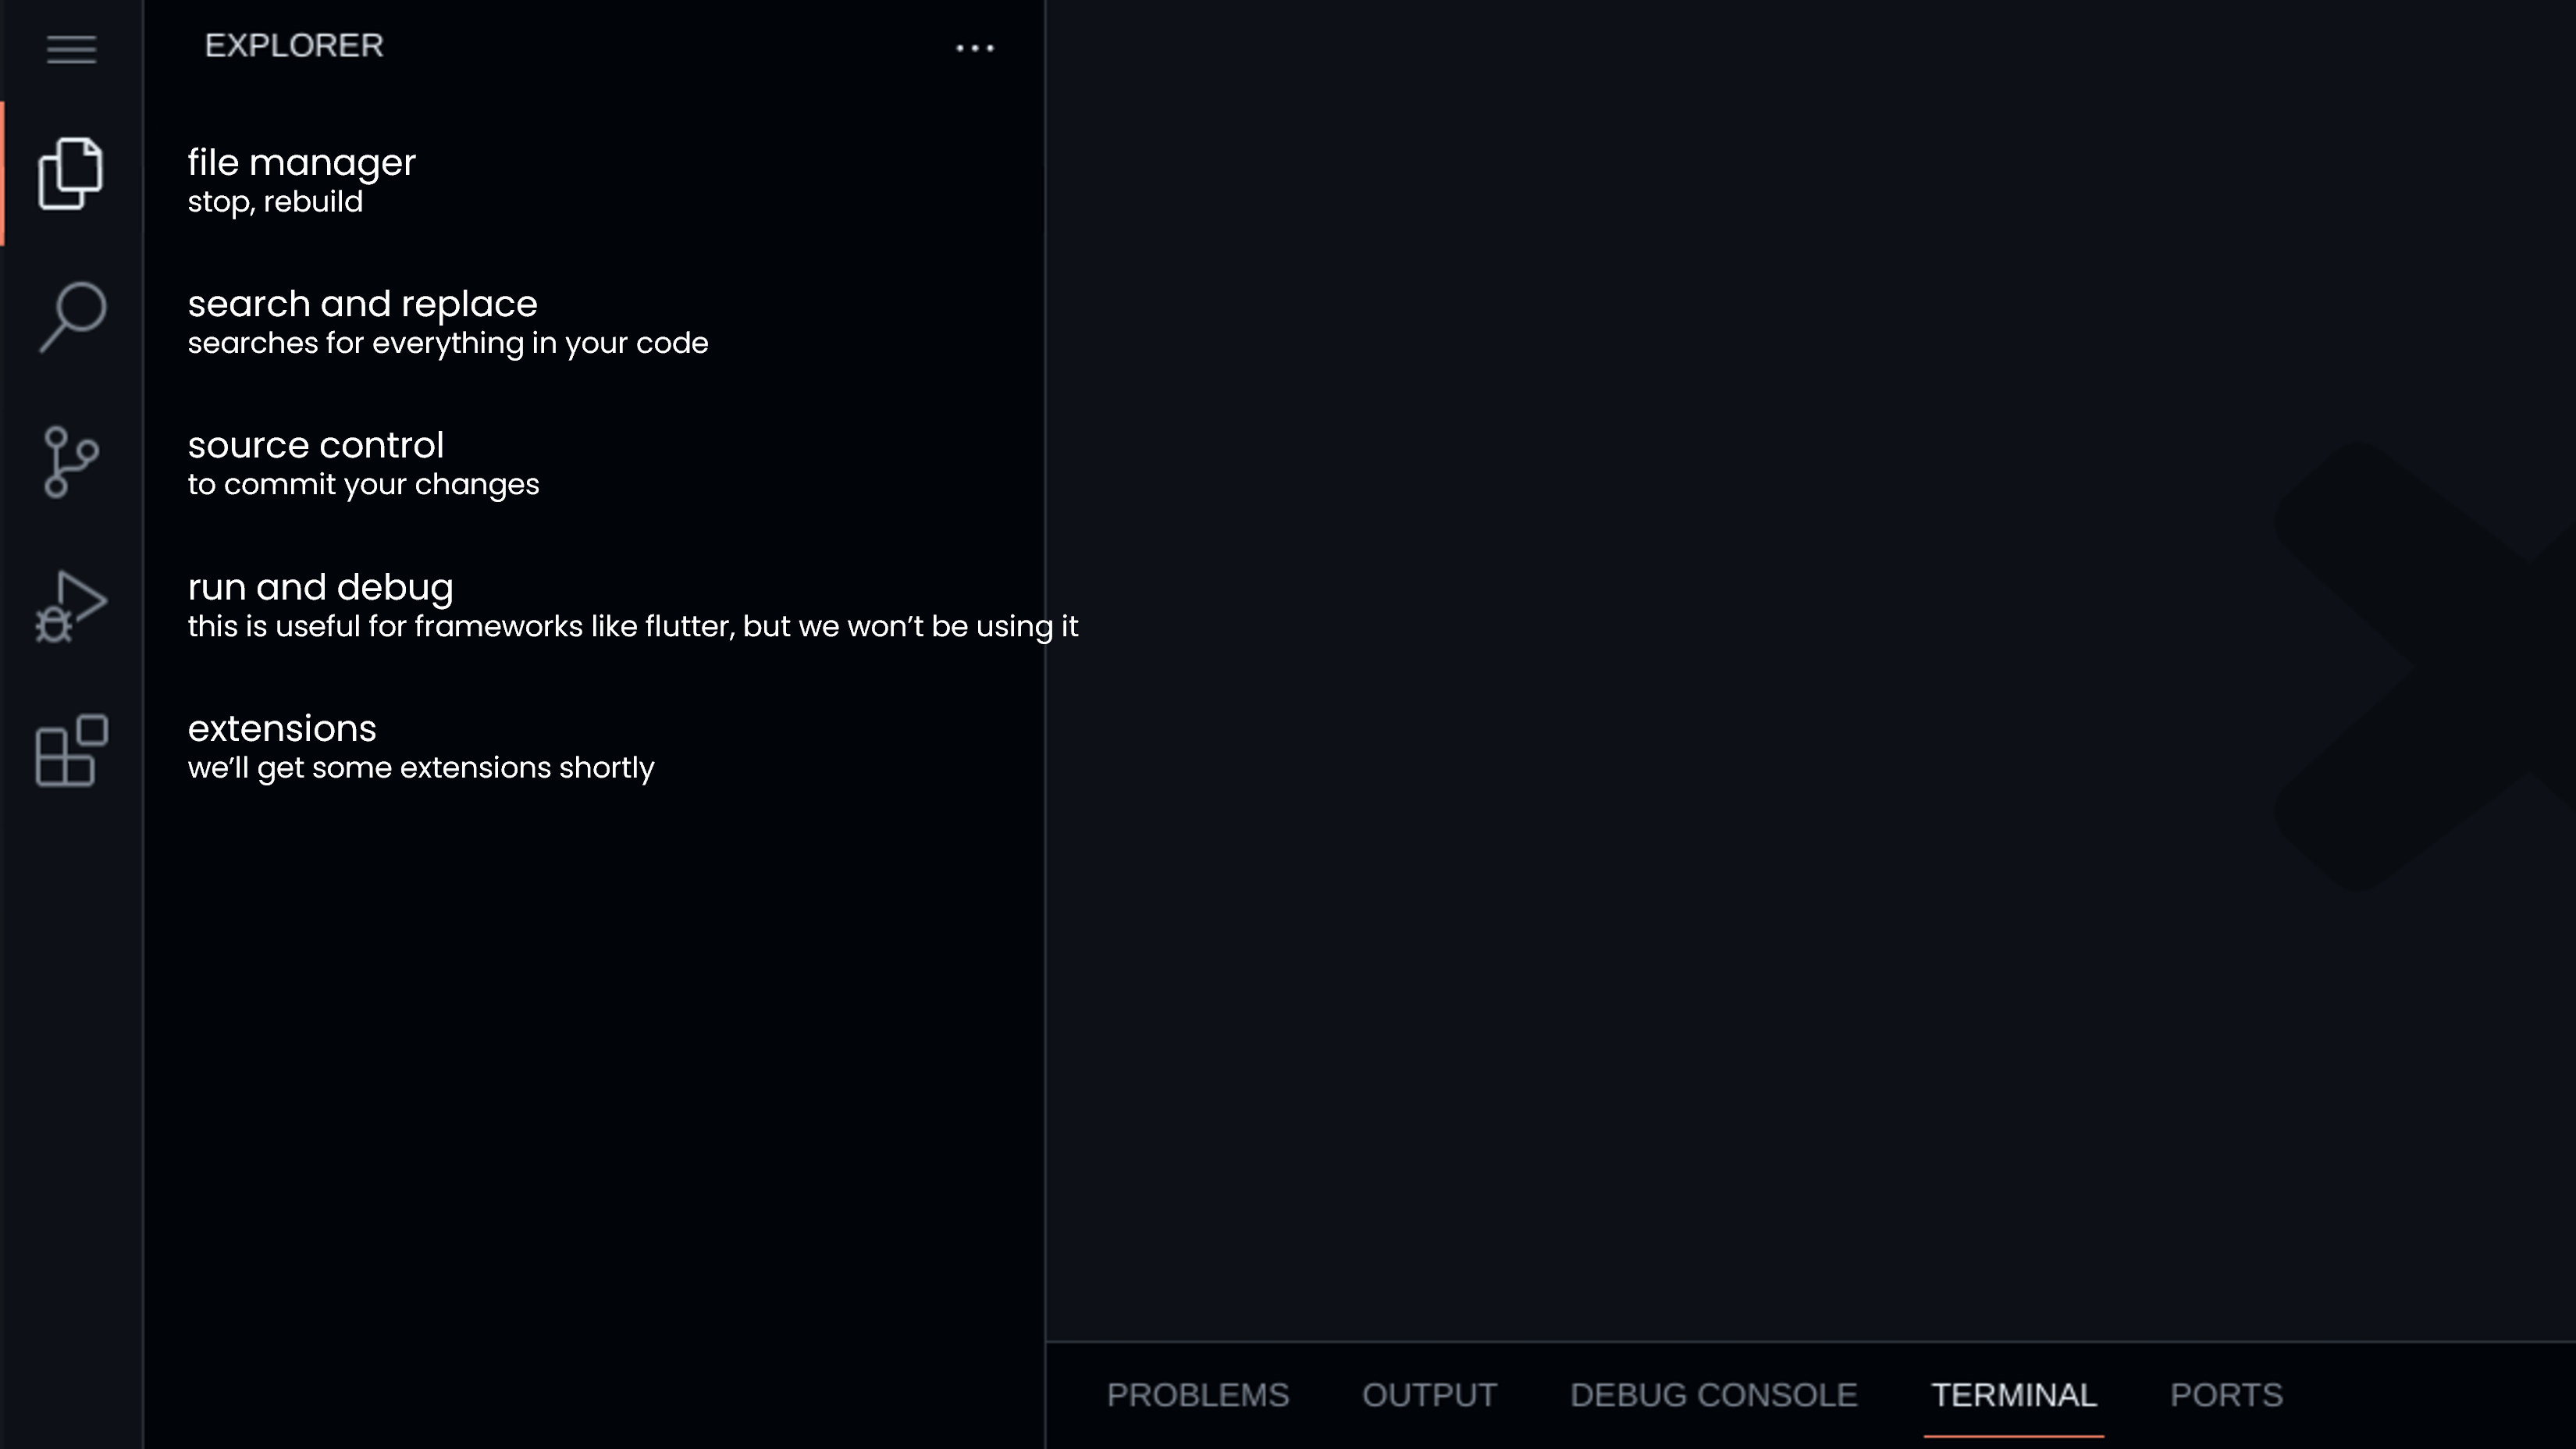 EXPLORER
file manager
stop, rebuild
search and replace
searches for everything in your code
source control
to commit your changes
run and debug
this is useful for frameworks like flutter, but we won’t be using it
extensions
we’ll get some extensions shortly
PROBLEMS OUTPUT DEBUG CONSOLE TERMINAL PORTS